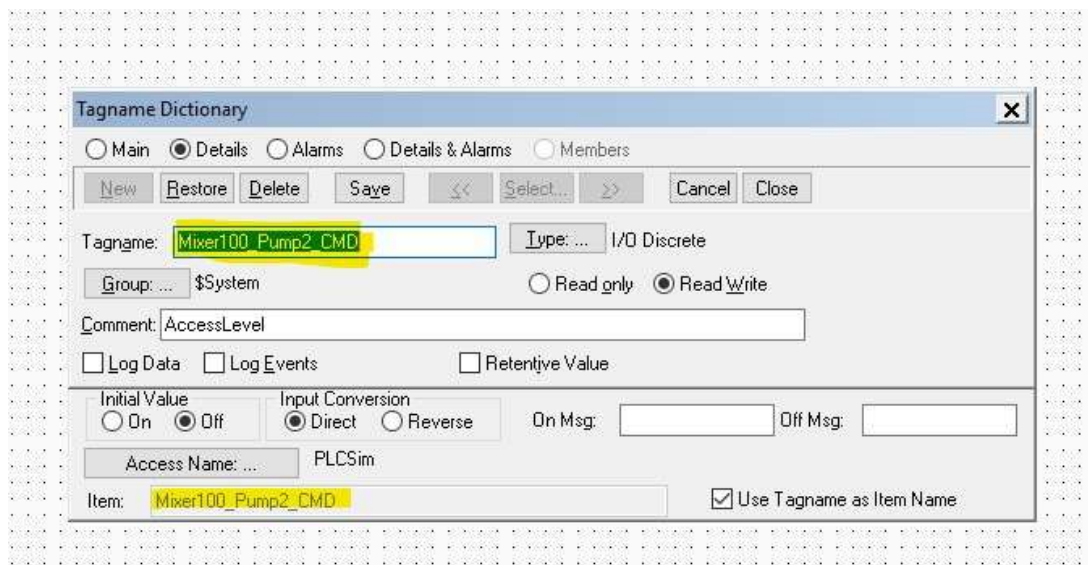 Tagname Dictionary
Main Details Alarms Details & Alarms Members
New Restore Delete Save << Select... >> Cancel Close
Tagname: Mixer100_Pump2_CMD Type: ... I/O Discrete
Group: ... $System Read only Read Write
Comment: AccessLevel
Log Data Log Events Retentive Value
Initial Value Input Conversion
On Off Direct Reverse On Msg: Off Msg:
Access Name: ... PLCSim
Item: Mixer100_Pump2_CMD Use Tagname as Item Name